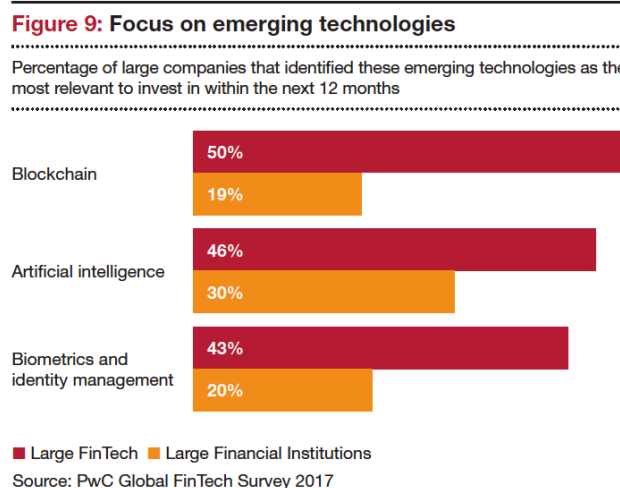 Figure 9: Focus on emerging technologies
Percentage of large companies that identified these emerging technologies as the
most relevant to invest in within the next 12 months
Blockchain
50%
19%
Artificial intelligence
46%
30%
Biometrics and
identity management
43%
20%
Large FinTech Large Financial Institutions
Source: PwC Global FinTech Survey 2017